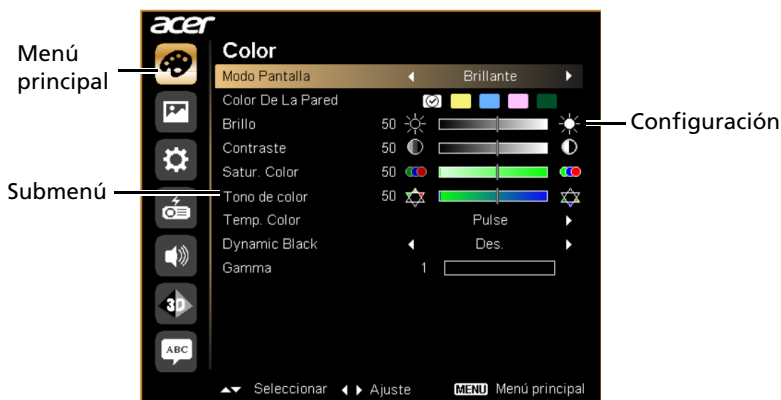 acer
Menú
principal
Color
Modo Pantalla Brillante
Color De La Pared
Brillo 50
Configuración
Contraste 50
Satur. Color 50
Submenú
Tono de color 50
Temp. Color Pulse
Dynamic Black Des.
Gamma 1
3D
ABC
Seleccionar Ajuste MENU Menú principal